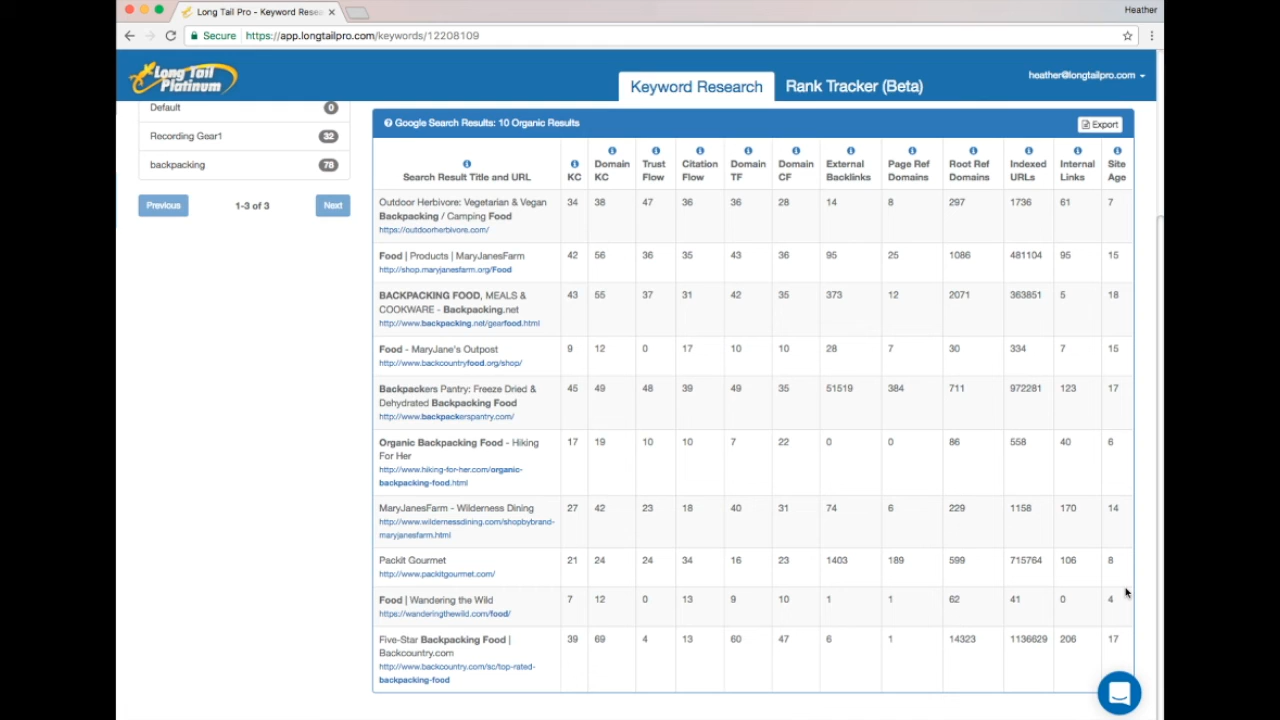 Long Tail Pro - Keyword Resea
Heather
Secure https://app.longtailpro.com/keywords/12208109
Long Tail
Platinum
Keyword Research
Rank Tracker (Beta)
heather@longtailpro.com
Default 0
Recording Gear1 32
backpacking 78
Previous 1-3 of 3 Next
Google Search Results: 10 Organic Results
Export
Search Result Title and URL KC Domain KC Trust Flow Citation Flow Domain TF Domain CF External Backlinks Page Ref Domains Root Ref Domains Indexed URLs Internal Links Site Age
Outdoor Herbivore: Vegetarian & Vegan 34 38 47 36 36 28 14 8 297 1736 61 7
Backpacking / Camping Food
https://outdoorherbivore.com/
Food | Products | MaryJanesFarm 42 56 36 35 43 36 95 25 1086 481104 95 15
http://shop.maryjanesfarm.org/Food
BACKPACKING FOOD, MEALS & 43 55 37 31 42 35 373 12 2071 363851 5 18
COOKWARE - Backpacking.net
http://www.backpacking.net/gearfood.html
Food - MaryJane's Outpost 9 12 0 17 10 10 28 7 30 334 7 15
http://www.backcountryfood.org/shop/
Backpackers Pantry: Freeze Dried & 45 49 48 39 49 35 51519 384 711 972281 123 17
Dehydrated Backpacking Food
http://www.backpackerspantry.com/
Organic Backpacking Food - Hiking 17 19 10 10 7 22 0 0 86 558 40 6
For Her
http://www.hiking-for-her.com/organic-
backpacking-food.html
MaryJanesFarm - Wilderness Dining 27 42 23 18 40 31 74 6 229 1158 170 14
http://www.wildernessdining.com/shopbybrand-
maryjanesfarm.html
Packit Gourmet 21 24 24 34 16 23 1403 189 599 715764 106 8
http://www.packitgourmet.com/
Food | Wandering the Wild 7 12 0 13 9 10 1 1 62 41 0 4
https://wanderingthewild.com/food/
Five-Star Backpacking Food | 39 69 4 13 60 47 6 1 14323 1136829 206 17
Backcountry.com
http://www.backcountry.com/sc/top-rated-
backpacking-food